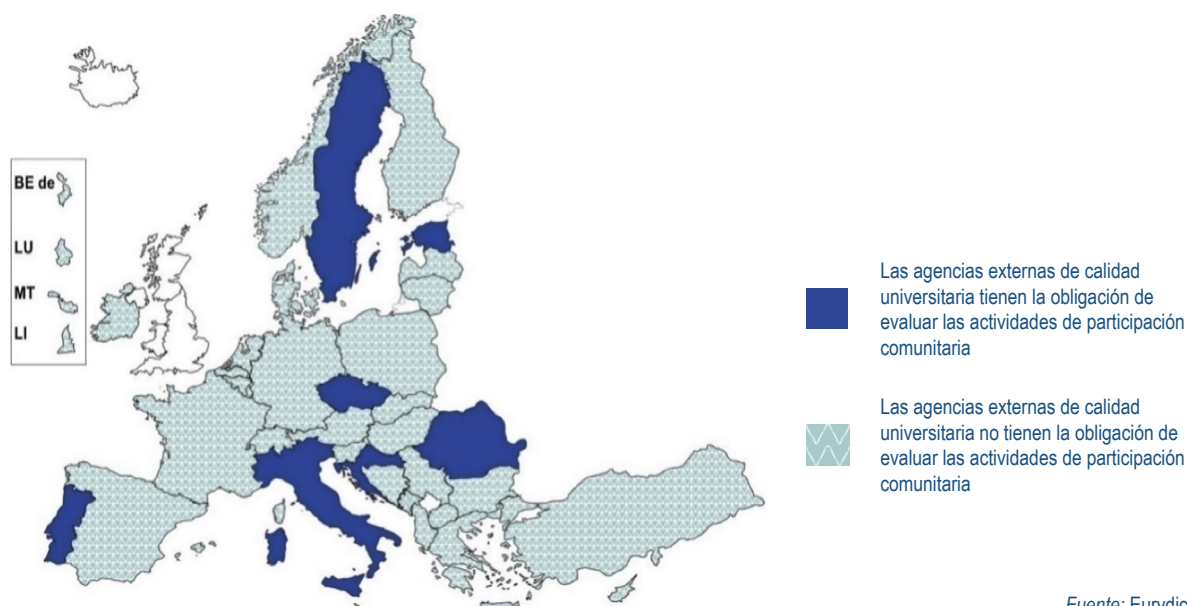 BE de
LU
MT
LI
Las agencias externas de calidad
universitaria tienen la obligación de
evaluar las actividades de participación
comunitaria
Las agencias externas de calidad
universitaria no tienen la obligación de
evaluar las actividades de participación
comunitaria
Fuente: Eurydic